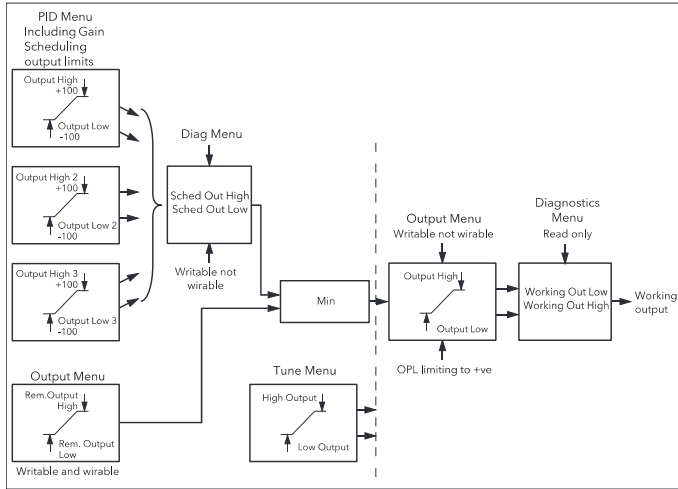 PID Menu
Including Gain
Scheduling
output limits
Output High
+100
Output Low
-100
Output High 2
+100
Output Low 2
-100
Output High 3
+100
Output Low 3
-100
Diag Menu
Sched Out High
Sched Out Low
Writable not
wirable
Output Menu
Rem.Output
High
Rem. Output
Low
Writable and wirable
Min
Tune Menu
High Output
Low Output
Output Menu
Writable not wirable
Output High
Output Low
OPL limiting to +ve
Diagnostics
Menu
Read only
Working Out Low
Working Out High
Working
output